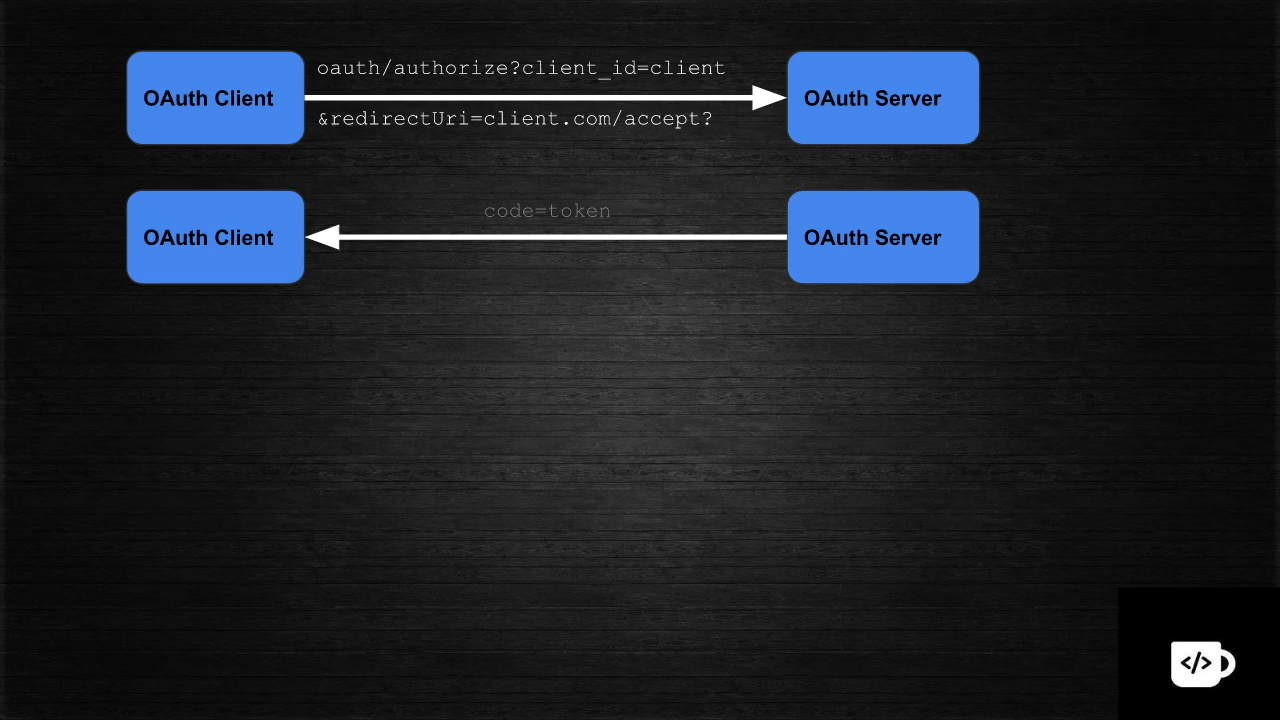 OAuth Client
oauth/authorize?client_id=client
&redirectUri=client.com/accept?
OAuth Server
OAuth Client
code=token
OAuth Server
</>